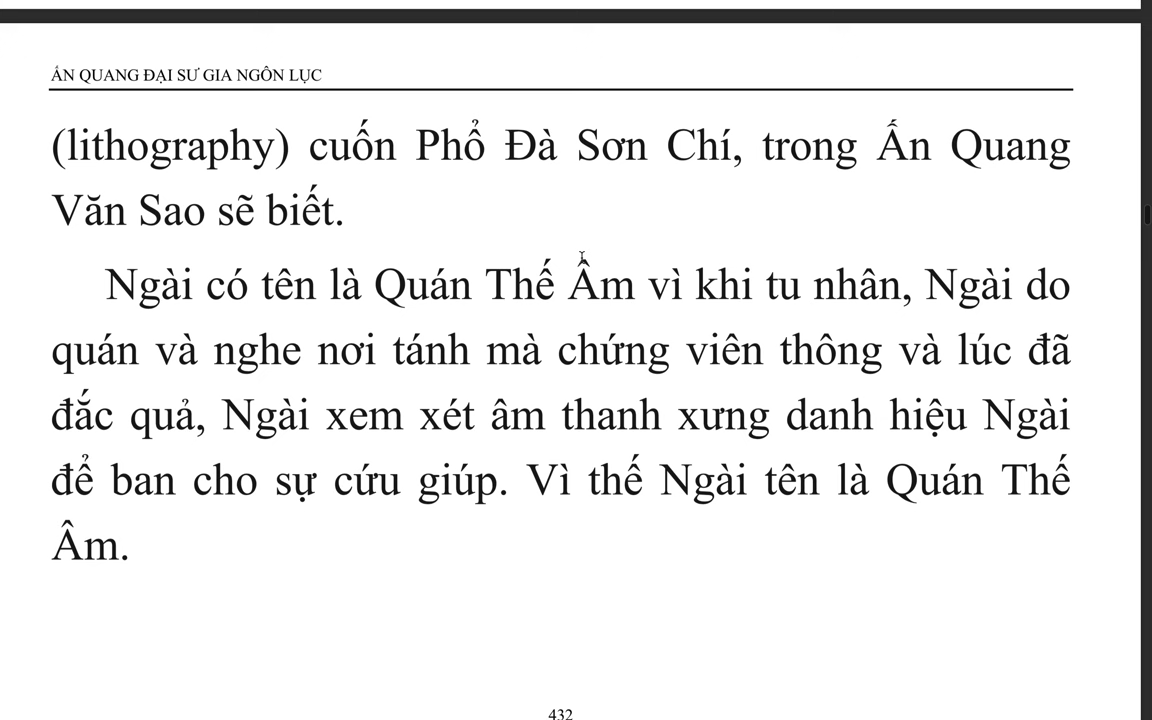 ẤN QUANG ĐẠI SƯ GIA NGÔN LỤC
(lithography) cuốn Phổ Đà Sơn Chí, trong Ấn Quang
Văn Sao sẽ biết.
Ngài có tên là Quán Thế Âm vì khi tu nhân, Ngài do
quán và nghe nơi tánh mà chứng viên thông và lúc đã
đắc quả, Ngài xem xét âm thanh xưng danh hiệu Ngài
để ban cho sự cứu giúp. Vì thế Ngài tên là Quán Thế
Âm.
432